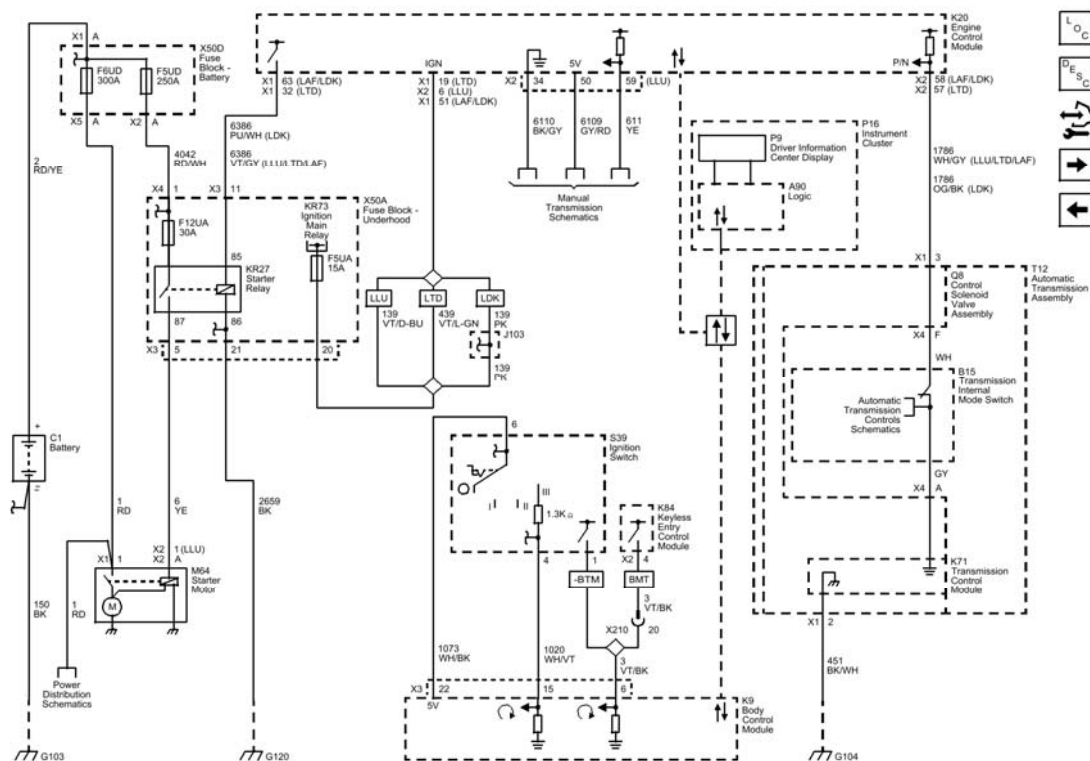 X1 A
X50D
Fuse
Block -
Battery
F6UD
300A
F5UD
250A
X5 A
X2 A
2
RD/YE
4042
RD/WH
K20
Engine
Control
Module
IGN
5V
P/N
X1 63 (LAF/LDK)
X1 32 (LTD)
X1 19 (LTD)
X2 6 (LLU)
X1 51 (LAF/LDK)
X2 34 50 59 (LLU)
X2 58 (LAF/LDK)
X2 57 (LTD)
6386
PU/WH (LDK)
6386
VT/GY (LLU/LTD/LAF)
6110
BK/GY
6109
GY/RD
611
YE
Manual
Transmission
Schematics
P16
Instrument
Cluster
P9
Driver Information
Center Display
A90
Logic
1786
WH/GY (LLU/LTD/LAF)
1786
OG/BK (LDK)
L
O
C
D
E
S
C
X4 1
X3 11
X50A
Fuse Block -
Underhood
F12UA
30A
KR73
Ignition
Main
Relay
F5UA
15A
85
KR27
Starter
Relay
87
86
X3 5 21 20
LLU
LTD
LDK
139
VT/D-BU
439
VT/L-GN
139
PK
J103
139
PK
X1 3
Q8
Control
Solenoid
Valve
Assembly
T12
Automatic
Transmission
Assembly
X4 F
WH
B15
Transmission
Internal
Mode Switch
Automatic
Transmission
Controls
Schematics
GY
X4 A
K71
Transmission
Control
Module
X1 2
451
BK/WH
G104
+
C1
Battery
1
RD
6
YE
2659
BK
X1 1
X2 1 (LLU)
X2 A
M64
Starter
Motor
M
150
BK
1
RD
Power
Distribution
Schematics
G103
G120
6
S39
Ignition
Switch
I II III
1.3K Ω
4
1
K84
Keyless
Entry
Control
Module
X2 4
-BTM
BMT
3
VT/BK
X210
20
1073
WH/BK
1020
WH/VT
3
VT/BK
X3 22 15 6
5V
K9
Body
Control
Module